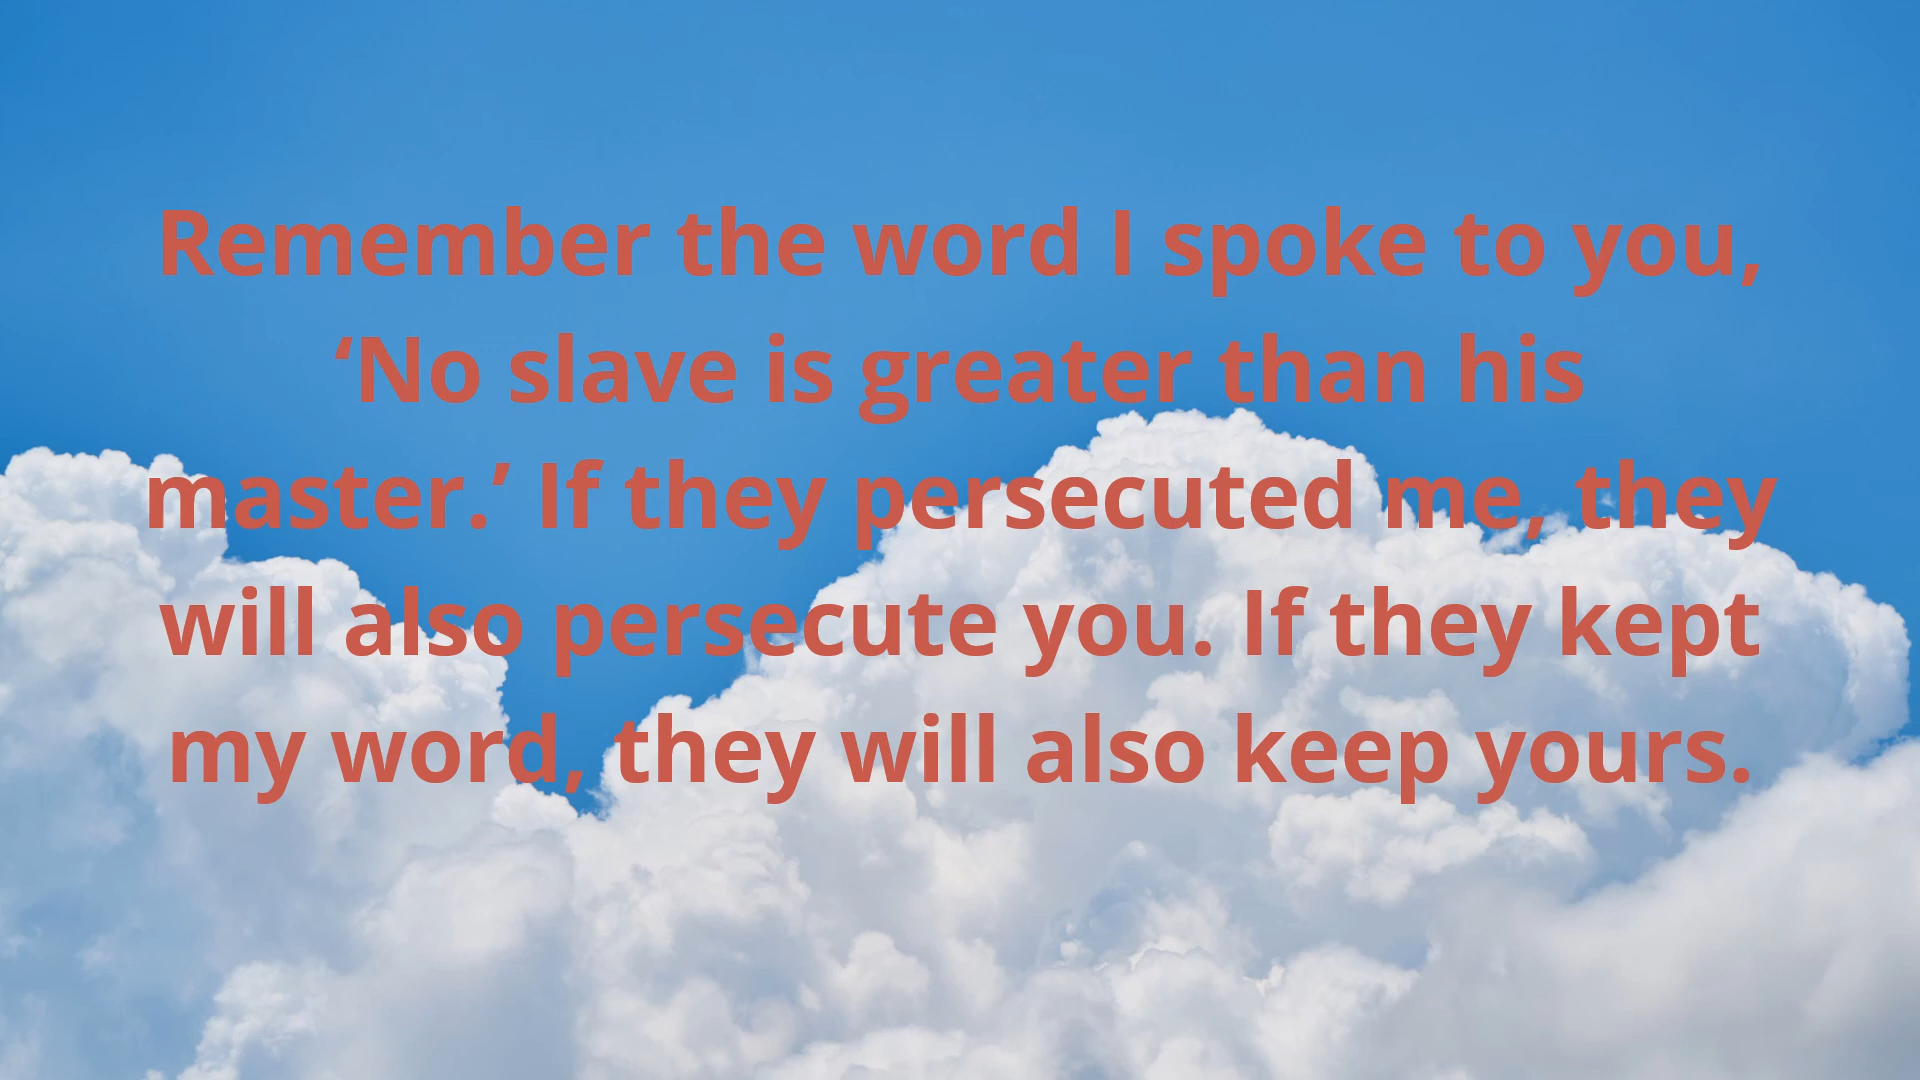 Remember the word I spoke to you,
‘No slave is greater than his
master.’ If they persecuted me, they
will also persecute you. If they kept
my word, they will also keep yours.